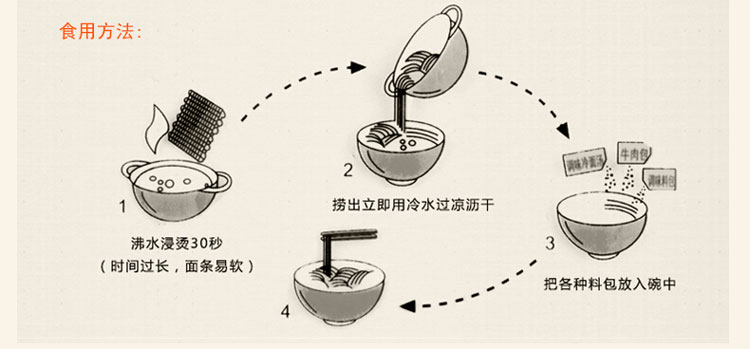 食用方法:
1
沸水浸烫30秒
(时间过长,面条易软)
2
捞出立即用冷水过凉沥干
调味冷面汤
牛肉包
调味料包
3
把各种料包放入碗中
4